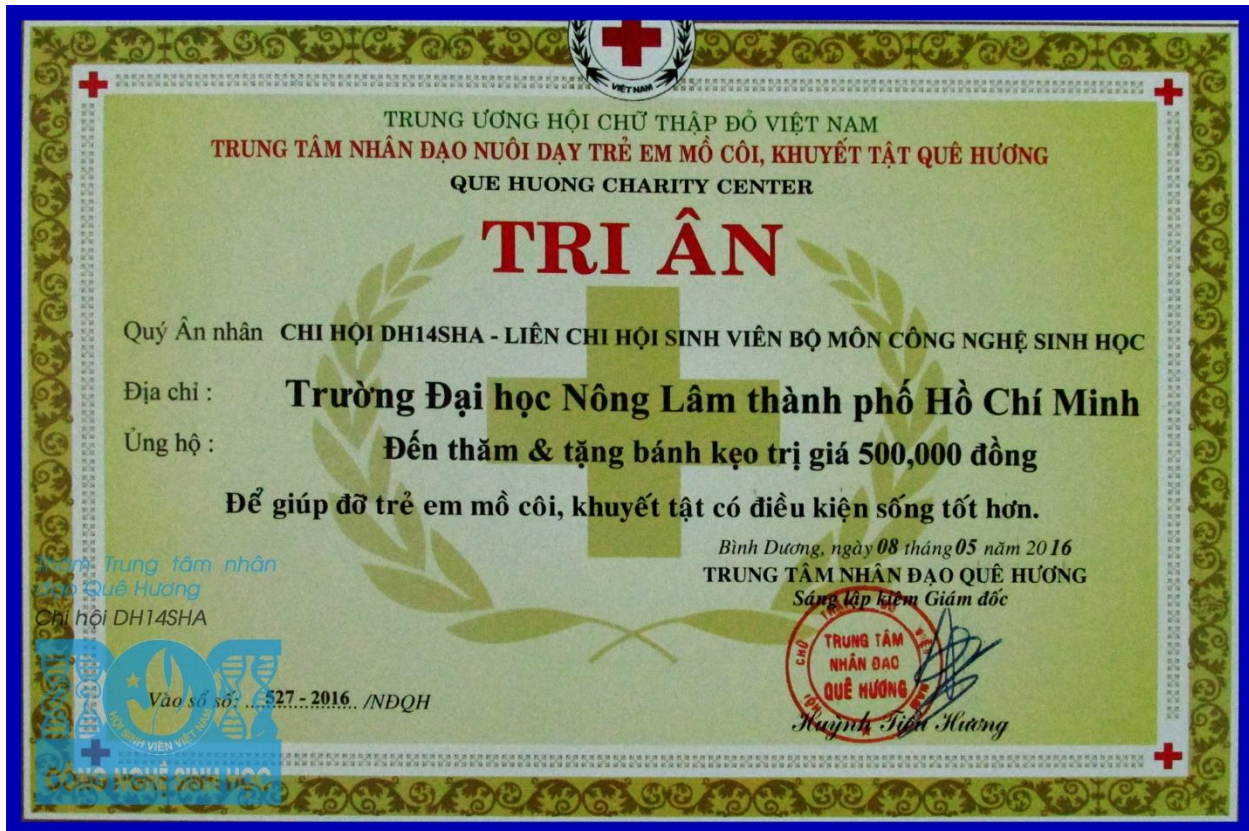 VIỆT NAM
TRUNG ƯƠNG HỘI CHỮ THẬP ĐỎ VIỆT NAM
TRUNG TÂM NHÂN ĐẠO NUÔI DẠY TRẺ EM MỒ CÔI, KHUYẾT TẬT QUÊ HƯƠNG
QUE HUONG CHARITY CENTER
TRI ÂN
Quý Ân nhân CHI HỘI DH14SHA - LIÊN CHI HỘI SINH VIÊN BỘ MÔN CÔNG NGHỆ SINH HỌC
Địa chỉ : Trường Đại học Nông Lâm thành phố Hồ Chí Minh
Ủng hộ : Đến thăm & tặng bánh kẹo trị giá 500,000 đồng
Để giúp đỡ trẻ em mồ côi, khuyết tật có điều kiện sống tốt hơn.
Bình Dương, ngày 08 tháng 05 năm 2016
TRUNG TÂM NHÂN ĐẠO QUÊ HƯƠNG
Sáng lập kiêm Giám đốc
TRUNG TÂM
NHÂN ĐẠO
QUÊ HƯƠNG
Huỳnh Tiểu Hương
Thăm Trung tâm nhân
đạo Quê Hương
Chi hội DH14SHA
Vào sổ số: ....527 - 2016.. /NĐQH
HỘI SINH VIÊN VIỆT NAM
CÔNG NGHỆ SINH HỌC